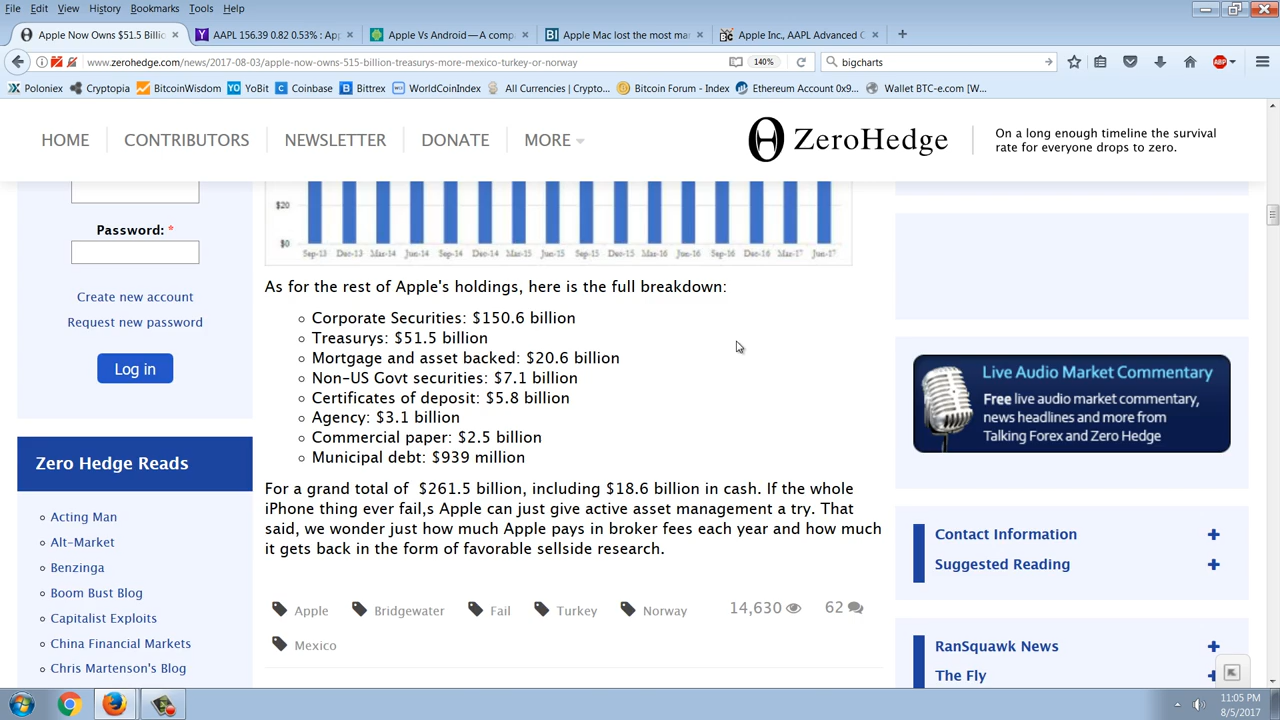 File Edit View History Bookmarks Tools Help
Apple Now Owns $51.5 Billio
AAPL 156.39 0.82 0.53% : Ap
Apple Vs Android — A comp
Apple Mac lost the most ma
Apple Inc., AAPL Advanced C
www.zerohedge.com/news/2017-08-03/apple-now-owns-515-billion-treasurys-more-mexico-turkey-or-norway
140%
bigcharts
ABP
Poloniex Cryptopia BitcoinWisdom YoBit Coinbase Bittrex WorldCoinIndex All Currencies (Crypto... Bitcoin Forum - Index Ethereum Account 0x9... Wallet BTC-e.com [W...
HOME CONTRIBUTORS NEWSLETTER DONATE MORE
ZeroHedge
On a long enough timeline the survival
rate for everyone drops to zero.
Password: *
Create new account
Request new password
Log in
Zero Hedge Reads
Acting Man
Alt-Market
Benzinga
Boom Bust Blog
Capitalist Exploits
China Financial Markets
Chris Martenson's Blog
$20
$0
Sep-13 Dec-13 Mar-14 Jun-14 Sep-14 Dec-14 Mar-15 Jun-15 Sep-15 Dec-15 Mar-16 Jun-16 Sep-16 Dec-16 Mar-17 Jun-17
As for the rest of Apple's holdings, here is the full breakdown:
Corporate Securities: $150.6 billion
Treasurys: $51.5 billion
Mortgage and asset backed: $20.6 billion
Non-US Govt securities: $7.1 billion
Certificates of deposit: $5.8 billion
Agency: $3.1 billion
Commercial paper: $2.5 billion
Municipal debt: $939 million
For a grand total of $261.5 billion, including $18.6 billion in cash. If the whole
iPhone thing ever fail,s Apple can just give active asset management a try. That
said, we wonder just how much Apple pays in broker fees each year and how much
it gets back in the form of favorable sellside research.
Apple Bridgewater Fail Turkey Norway 14,630 62
Mexico
Live Audio Market Commentary
Free live audio market commentary,
news headlines and more from
Talking Forex and Zero Hedge
Contact Information +
Suggested Reading +
RanSquawk News +
The Fly +
11:05 PM
8/5/2017